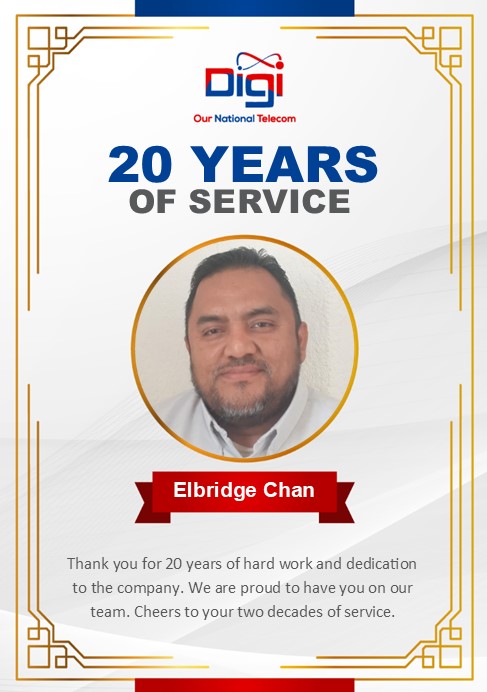 Digi
Our National Telecom
20 YEARS
OF SERVICE
Elbridge Chan
Thank you for 20 years of hard work and dedication
to the company. We are proud to have you on our
team. Cheers to your two decades of service.